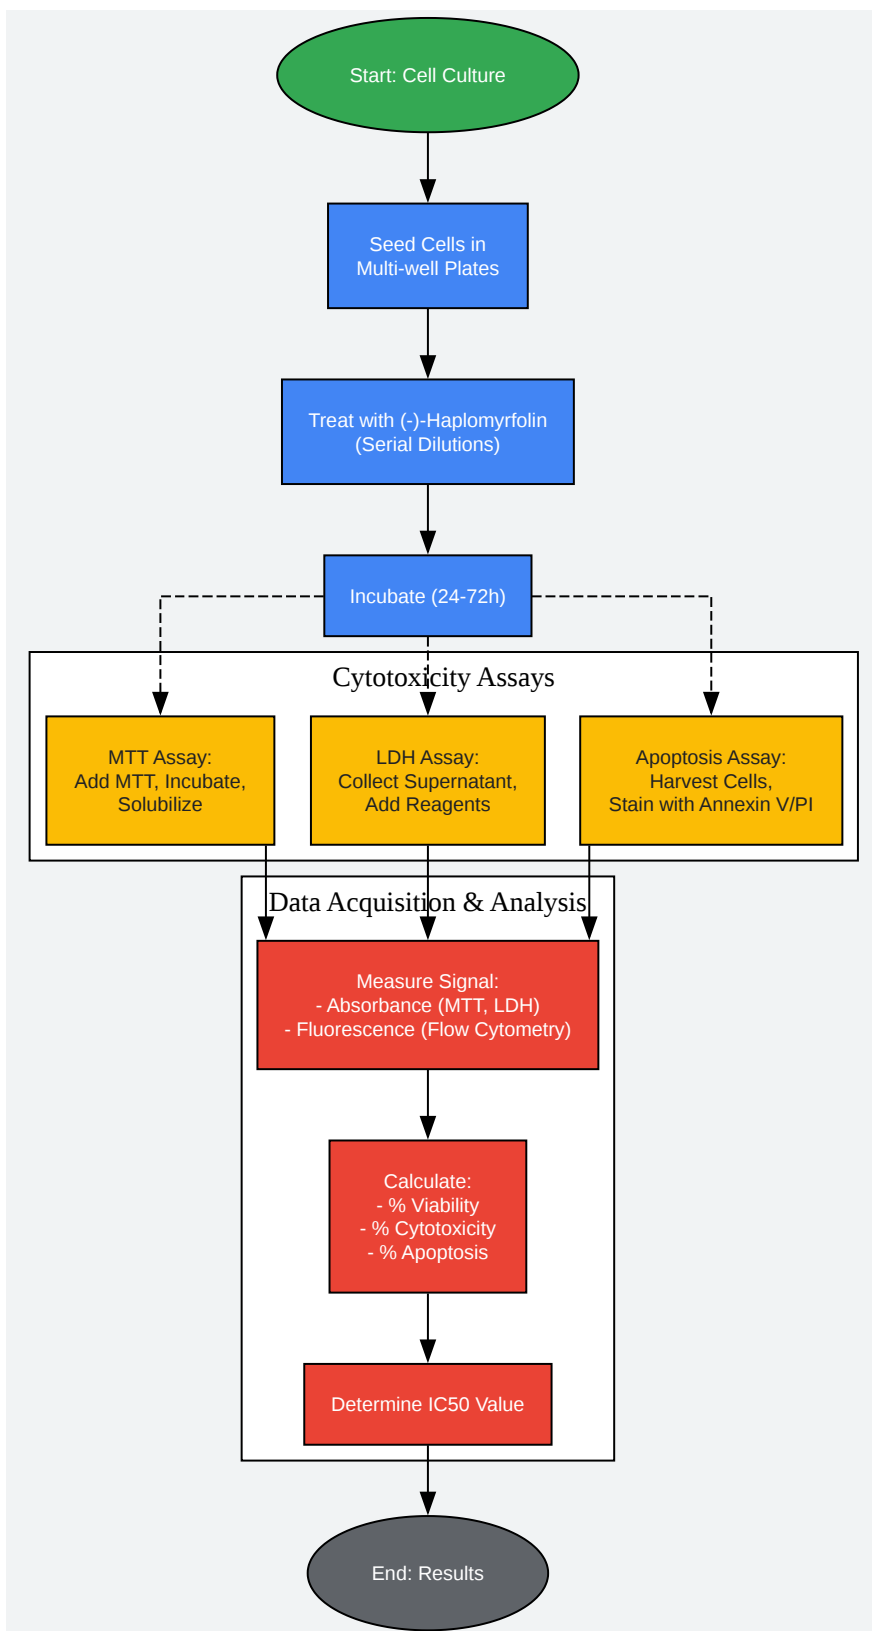 Start: Cell Culture
Seed Cells in
Multi-well Plates
Treat with (-)-Haplomyrfolin
(Serial Dilutions)
Incubate (24-72h)
Cytotoxicity Assays
MTT Assay:
Add MTT, Incubate,
Solubilize
LDH Assay:
Collect Supernatant,
Add Reagents
Apoptosis Assay:
Harvest Cells,
Stain with Annexin V/PI
Data Acquisition & Analysis
Measure Signal:
- Absorbance (MTT, LDH)
- Fluorescence (Flow Cytometry)
Calculate:
- % Viability
- % Cytotoxicity
- % Apoptosis
Determine IC50 Value
End: Results